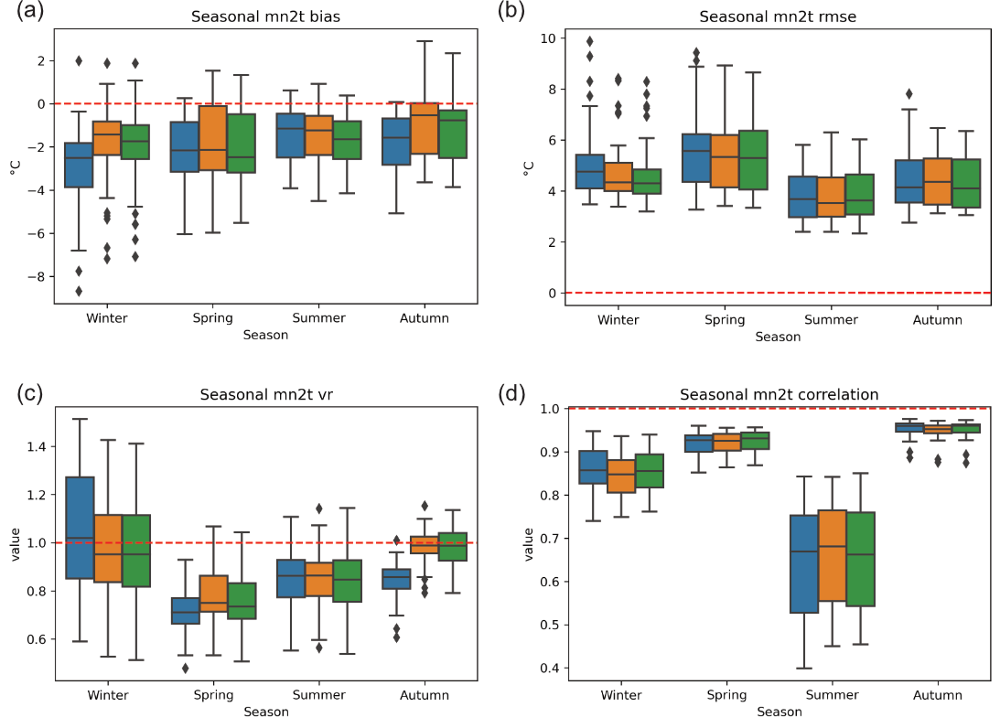 (a)
Seasonal mn2t bias
2
0
−2
−4
−6
−8
°C
Winter Spring Summer Autumn
Season
(b)
Seasonal mn2t rmse
10
8
6
4
2
0
°C
Winter Spring Summer Autumn
Season
(c)
Seasonal mn2t vr
1.4
1.2
1.0
0.8
0.6
value
Winter Spring Summer Autumn
Season
(d)
Seasonal mn2t correlation
1.0
0.9
0.8
0.7
0.6
0.5
0.4
value
Winter Spring Summer Autumn
Season